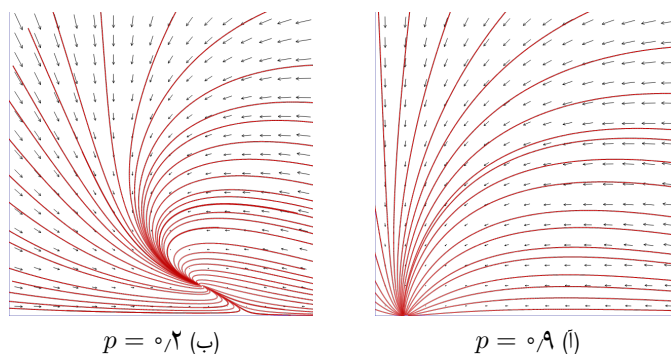 (آ) p = ۰٫۹
(ب) p = ۰٫۲